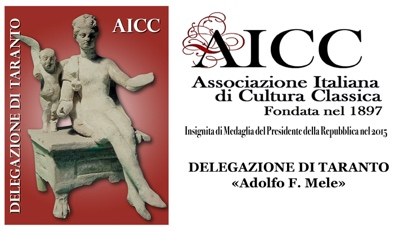 DELEGAZIONE DI TARANTO
AICC
AICC
Associazione Italiana
di Cultura Classica
Fondata nel 1897
Insignita di Medaglia del Presidente della Repubblica nel 2015
DELEGAZIONE DI TARANTO
«Adolfo F. Mele»